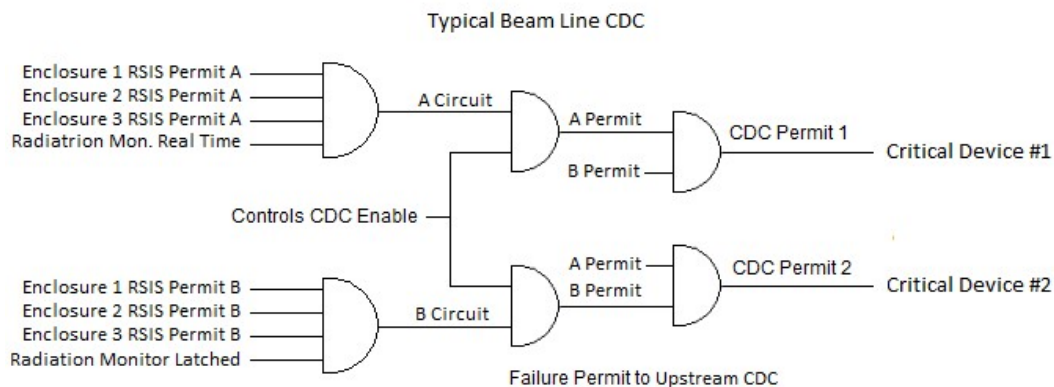 Typical Beam Line CDC
Enclosure 1 RSIS Permit A
Enclosure 2 RSIS Permit A
Enclosure 3 RSIS Permit A
Radiatrion Mon. Real Time
A Circuit
A Permit
B Permit
CDC Permit 1
Critical Device #1
Controls CDC Enable
Enclosure 1 RSIS Permit B
Enclosure 2 RSIS Permit B
Enclosure 3 RSIS Permit B
Radiation Monitor Latched
B Circuit
A Permit
B Permit
CDC Permit 2
Critical Device #2
Failure Permit to Upstream CDC